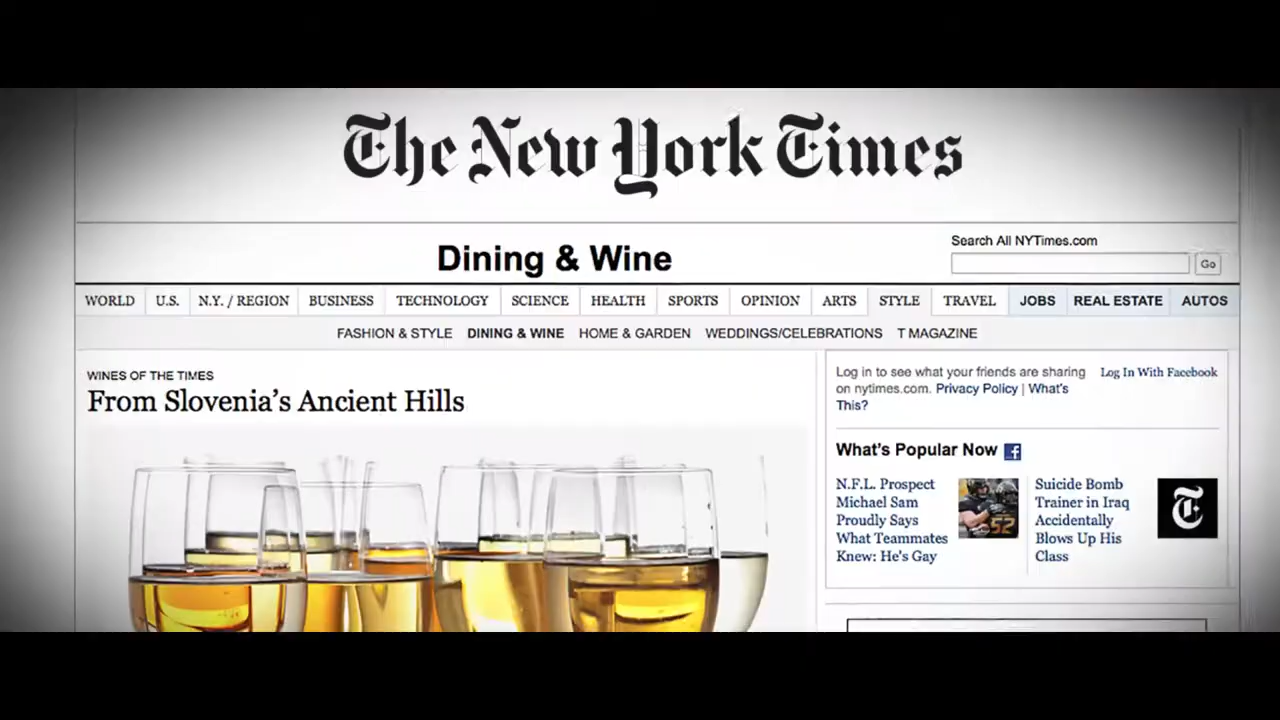 The New York Times
Dining & Wine
Search All NYTimes.com
Go
WORLD U.S. N.Y. / REGION BUSINESS TECHNOLOGY SCIENCE HEALTH SPORTS OPINION ARTS STYLE TRAVEL JOBS REAL ESTATE AUTOS
FASHION & STYLE DINING & WINE HOME & GARDEN WEDDINGS/CELEBRATIONS T MAGAZINE
WINES OF THE TIMES
From Slovenia's Ancient Hills
Log in to see what your friends are sharing
on nytimes.com. Privacy Policy | What's
This?
Log In With Facebook
What's Popular Now f
N.F.L. Prospect
Michael Sam
Proudly Says
What Teammates
Knew: He's Gay
52
Suicide Bomb
Trainer in Iraq
Accidentally
Blows Up His
Class
T